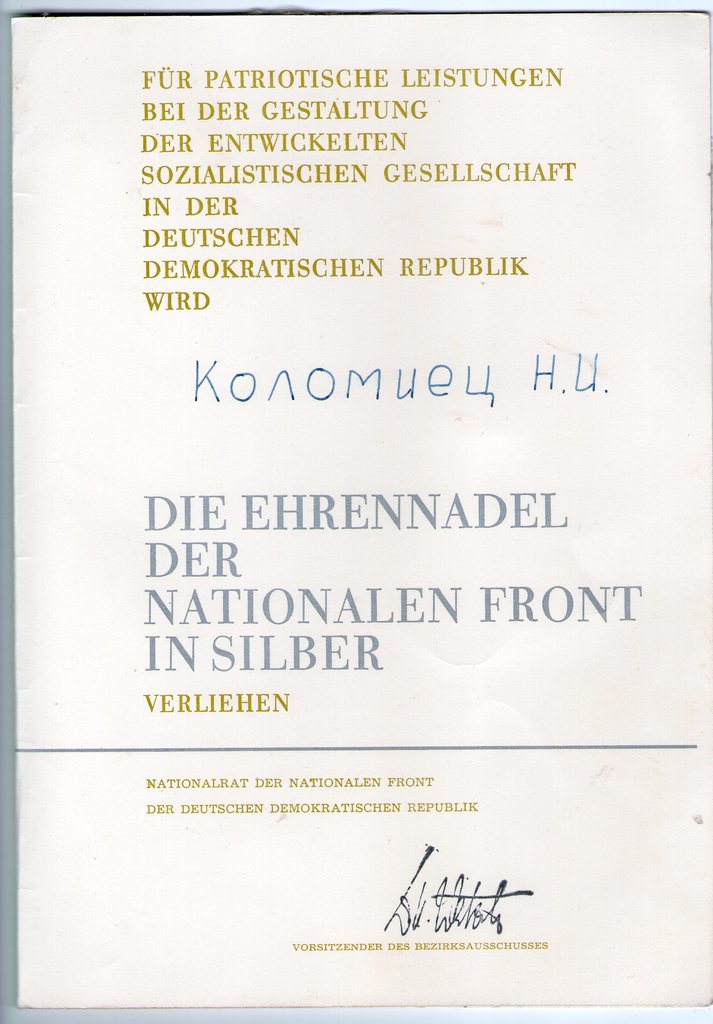 FÜR PATRIOTISCHE LEISTUNGEN
BEI DER GESTALTUNG
DER ENTWICKELTEN
SOZIALISTISCHEN GESELLSCHAFT
IN DER
DEUTSCHEN
DEMOKRATISCHEN REPUBLIK
WIRD
Коломиец Н.И.
DIE EHRENNADEL
DER
NATIONALEN FRONT
IN SILBER
VERLIEHEN
NATIONALRAT DER NATIONALEN FRONT
DER DEUTSCHEN DEMOKRATISCHEN REPUBLIK
VORSITZENDER DES BEZIRKSAUSSCHUSSES